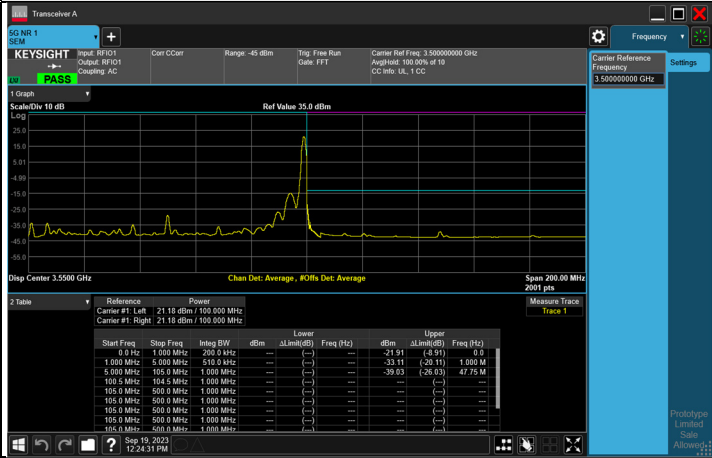 Transceiver A
5G NR 1
SEM
Frequency
KEYSIGHT
Input: RFIO1
Output: RFIO1
Coupling: AC
Corr CCorr
Range: -45 dBm
Trig: Free Run
Gate: FFT
Carrier Ref Freq: 3.500000000 GHz
Avg|Hold: 100.00% of 10
CC Info: UL, 1 CC
PASS
Carrier Reference
Frequency
3.500000000 GHz
Settings
1 Graph
Scale/Div 10 dB
Ref Value 35.0 dBm
Log
25.0
15.0
5.01
-4.99
-15.0
-25.0
-35.0
-45.0
-55.0
Disp Center 3.5500 GHz
Chan Det: Average , #Offs Det: Average
Span 200.00 MHz
2001 pts
2 Table
Reference Power
Carrier #1: Left 21.18 dBm / 100.000 MHz
Carrier #1: Right 21.18 dBm / 100.000 MHz
Measure Trace
Trace 1
Lower Upper
Start Freq Stop Freq Integ BW dBm ΔLimit(dB) Freq (Hz) dBm ΔLimit(dB) Freq (Hz)
0.0 Hz 1.000 MHz 200.0 kHz --- (---) --- -21.91 (-8.91) 0.0
1.000 MHz 5.000 MHz 510.0 kHz --- (---) --- -33.11 (-20.11) 1.000 M
5.000 MHz 105.0 MHz 1.000 MHz --- (---) --- -39.03 (-26.03) 47.75 M
100.5 MHz 104.5 MHz 1.000 MHz --- (---) --- --- (---) ---
105.0 MHz 500.0 MHz 1.000 MHz --- (---) --- --- (---) ---
105.0 MHz 500.0 MHz 1.000 MHz --- (---) --- --- (---) ---
105.0 MHz 500.0 MHz 1.000 MHz --- (---) --- --- (---) ---
105.0 MHz 500.0 MHz 1.000 MHz --- (---) --- --- (---) ---
Prototype
Limited
Sale
Allowed
?
Sep 19, 2023
12:24:31 PM